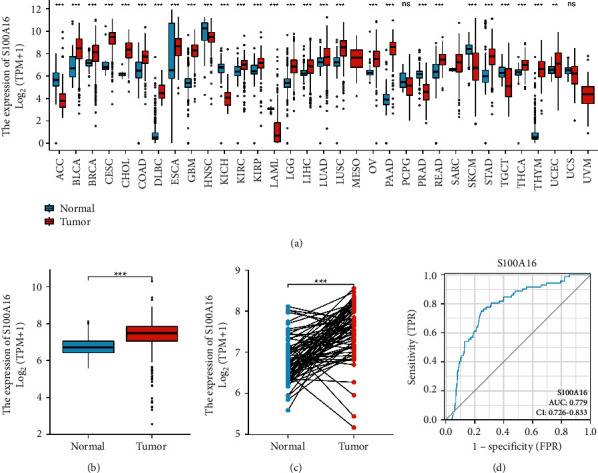 The expression of S100A16
Log2 (TPM+1)
12
10
8
6
4
2
0
*** *** *** *** *** *** *** *** *** *** *** *** *** *** *** *** *** *** *** *** ns *** *** *** *** *** *** *** ** ns
ACC
BLCA
BRCA
CESC
CHOL
COAD
DLBC
ESCA
GBM
HNSC
KICH
KIRC
KIRP
LAML
LGG
LIHC
LUAD
LUSC
MESO
OV
PAAD
PCPG
PRAD
READ
SARC
SKCM
STAD
TGCT
THCA
THYM
UCEC
UCS
UVM
Normal
Tumor
(a)
The expression of S100A16
Log2 (TPM+1)
10
8
6
4
2
***
Normal
Tumor
(b)
The expression of S100A16
Log2 (TPM+1)
9
8
7
6
5
***
Normal
Tumor
(c)
S100A16
Sensitivity (TPR)
1.0
0.8
0.6
0.4
0.2
0.0
S100A16
AUC: 0.779
CI: 0.726-0.833
0.0 0.2 0.4 0.6 0.8 1.0
1 – specificity (FPR)
(d)